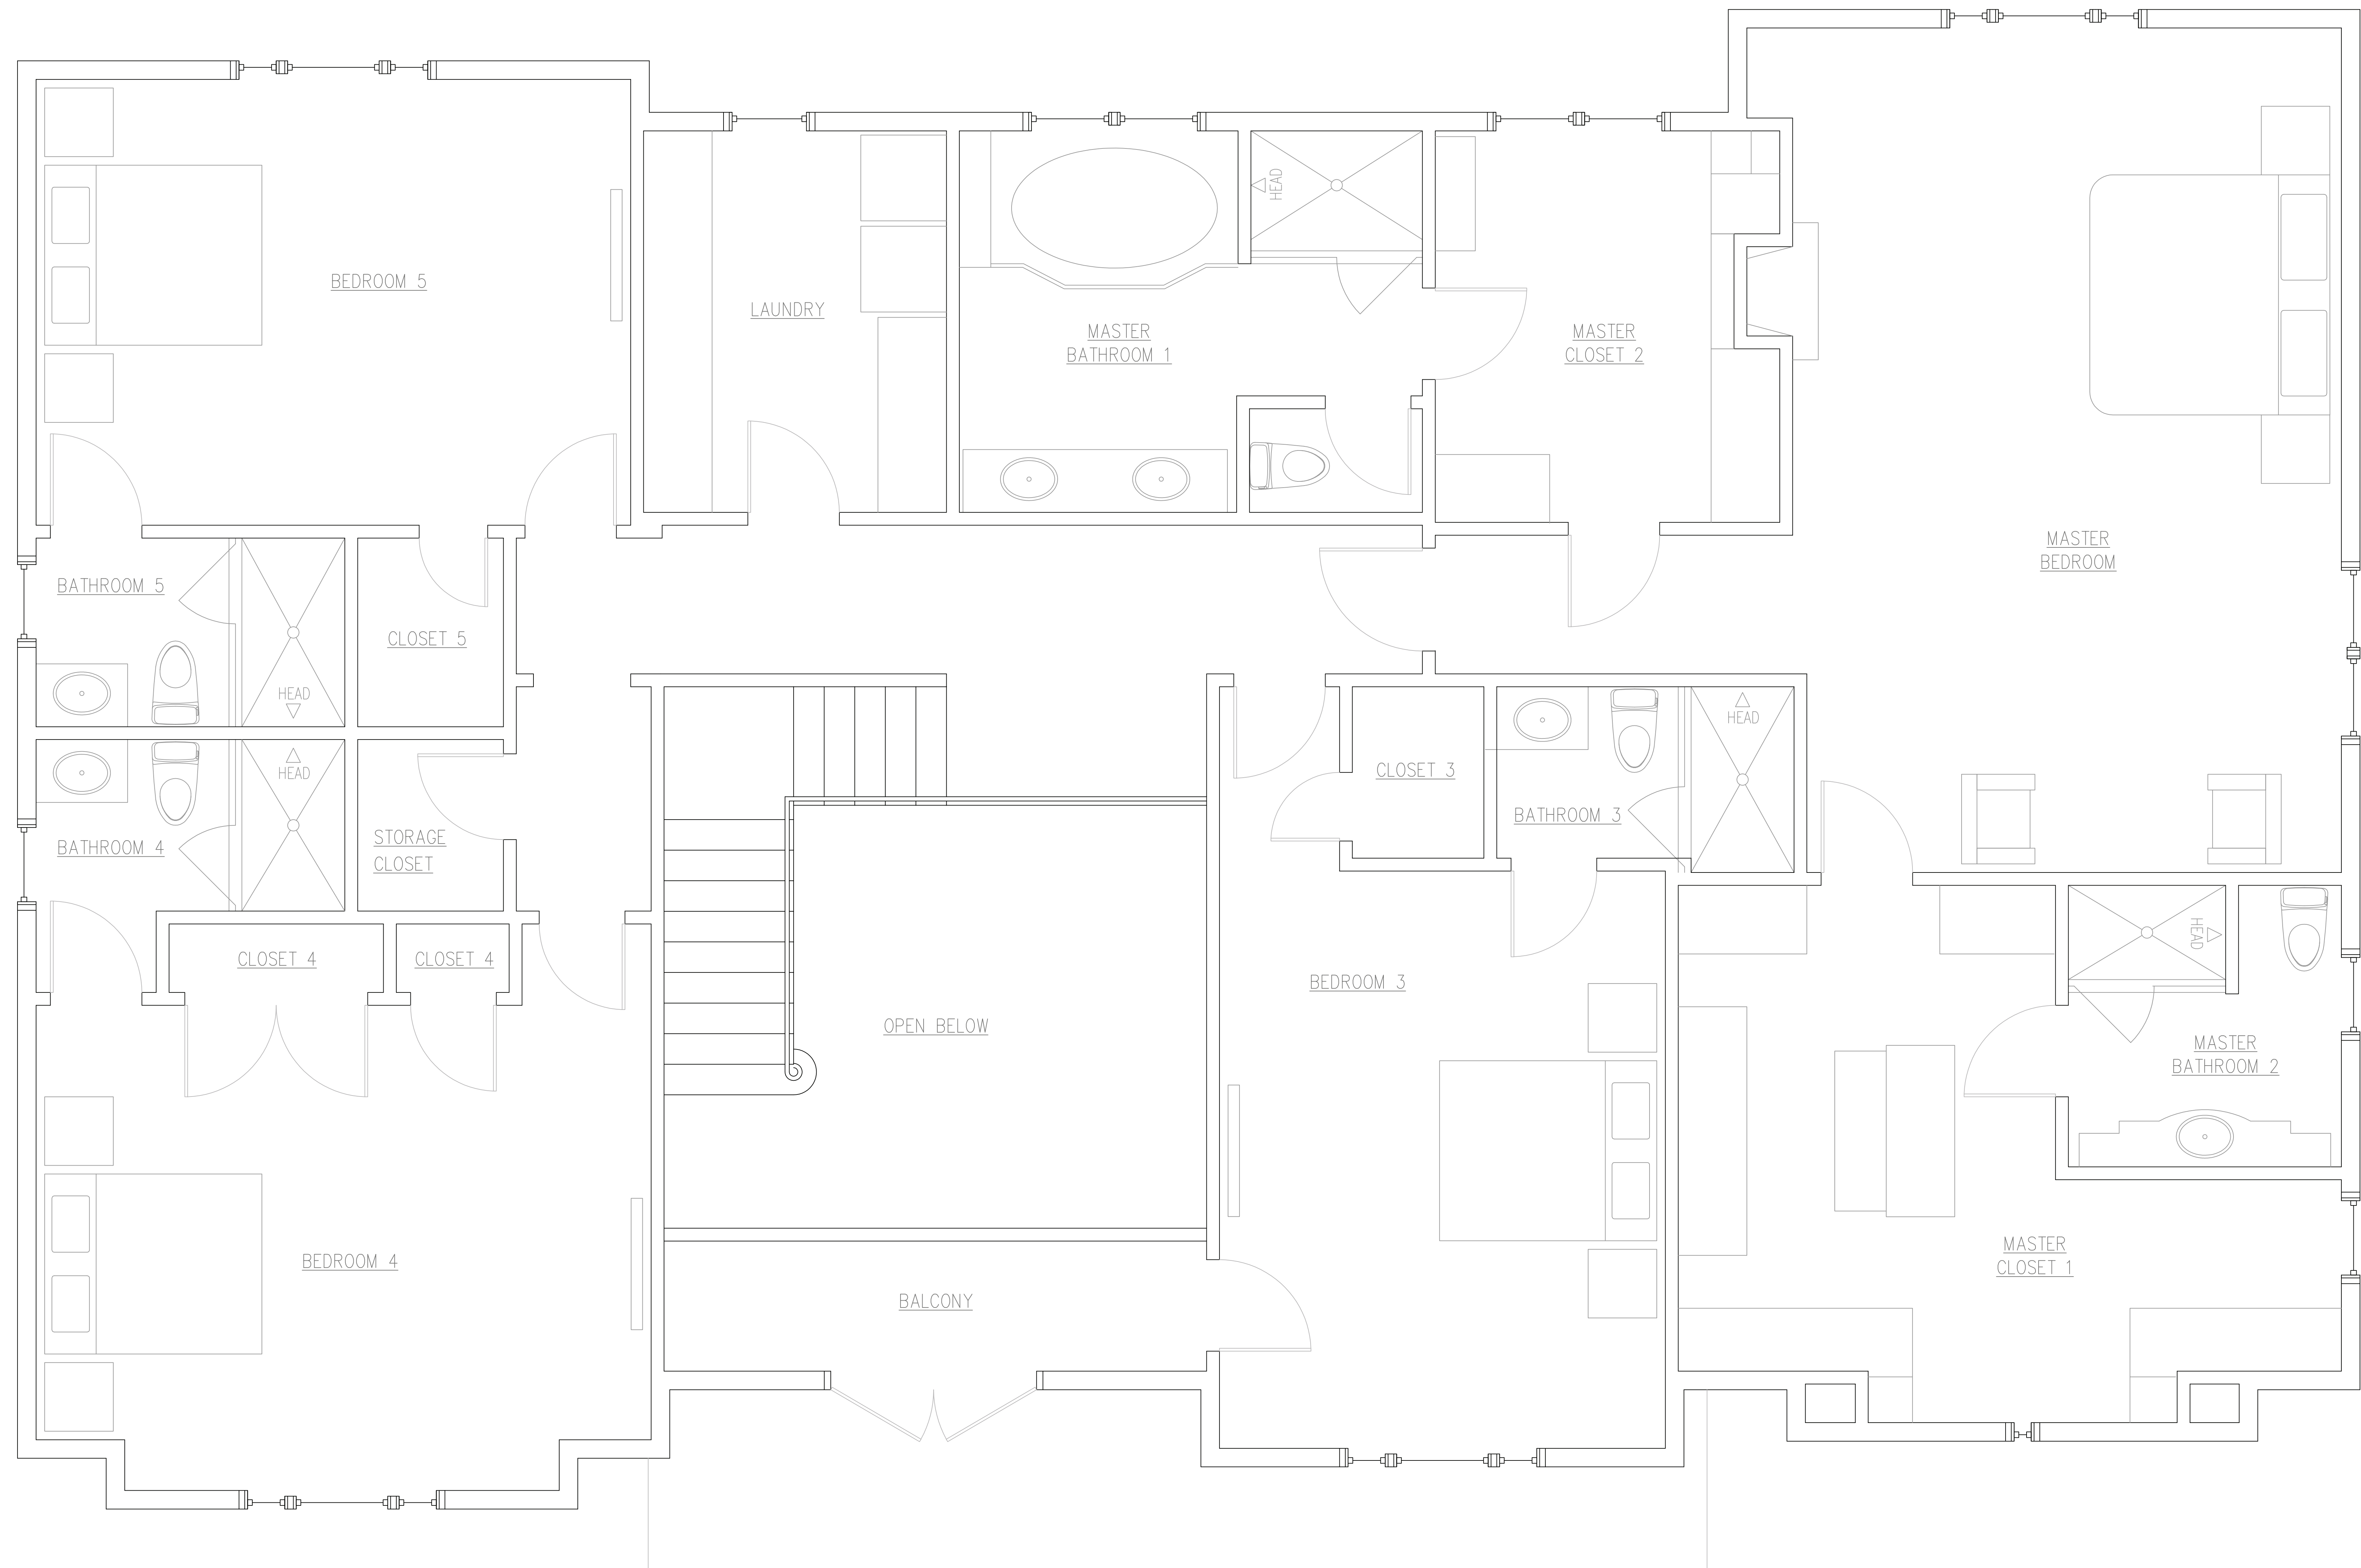 BEDROOM 5
LAUNDRY
MASTER
BATHROOM 1
HEAD
MASTER
CLOSET 2
MASTER
BEDROOM
BATHROOM 5
HEAD
CLOSET 5
BATHROOM 4
HEAD
STORAGE
CLOSET
CLOSET 4
CLOSET 4
BEDROOM 4
OPEN BELOW
BALCONY
CLOSET 3
BATHROOM 3
HEAD
BEDROOM 3
HEAD
MASTER
BATHROOM 2
MASTER
CLOSET 1